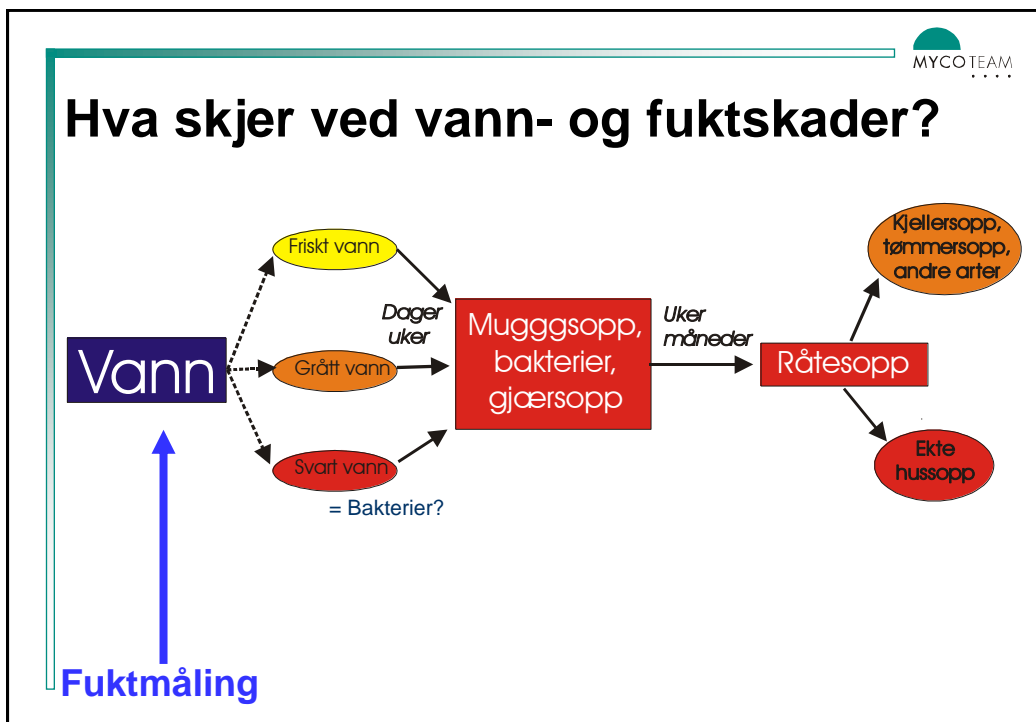 MYCOTEAM
Hva skjer ved vann- og fuktskader?
Vann
Friskt vann
Grått vann
Svart vann
= Bakterier?
Dager
uker
Mugggsopp,
bakterier,
gjærsopp
Uker
måneder
Råtesopp
Kjellersopp,
tømmersopp,
andre arter
Ekte
hussopp
Fuktmåling